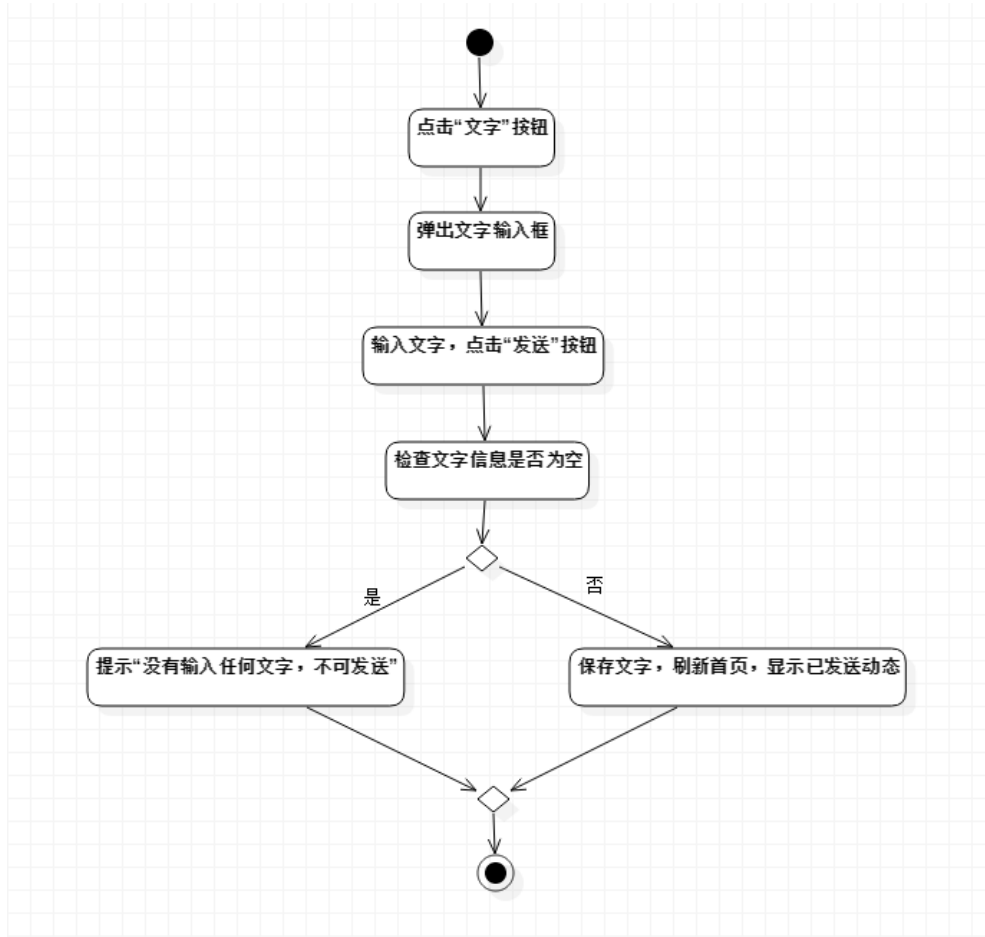 点击“文字”按钮
弹出文字输入框
输入文字，点击“发送”按钮
检查文字信息是否为空
是
否
提示“没有输入任何文字，不可发送”
保存文字，刷新首页，显示已发送动态